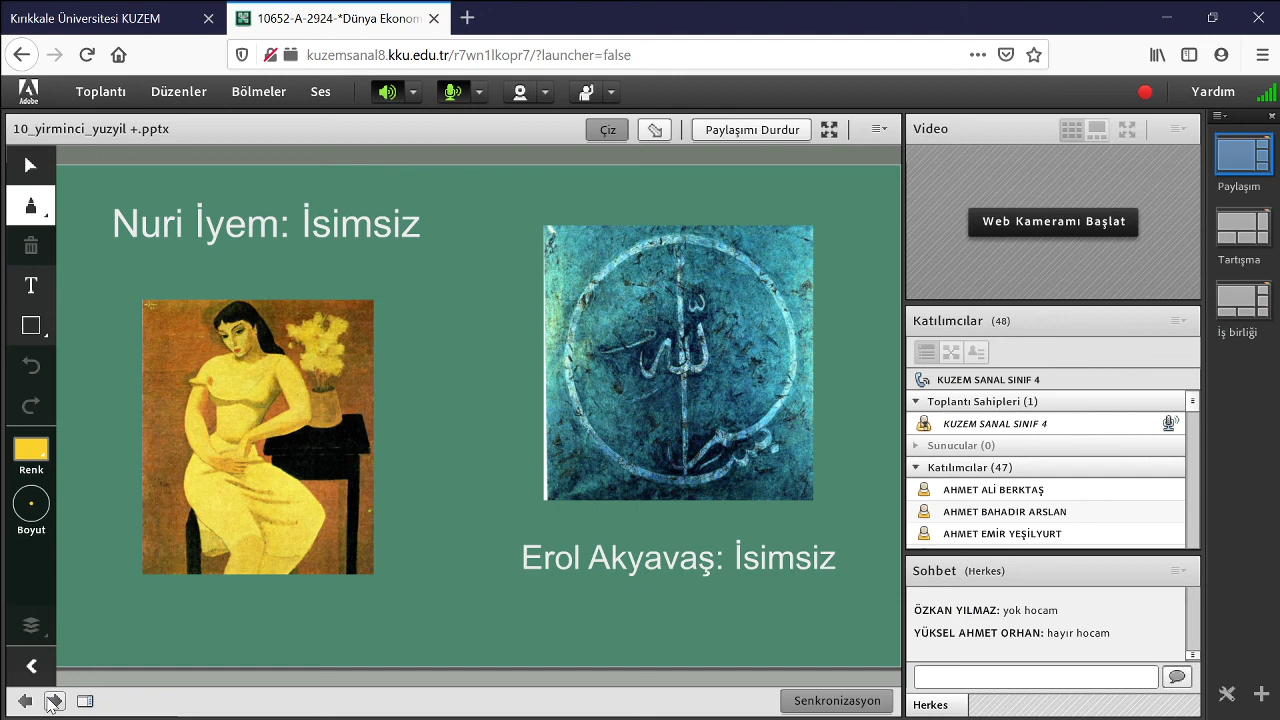 Kırıkkale Üniversitesi KUZEM
10652-A-2924-*Dünya Ekonom
kuzemsanal8.kku.edu.tr/r7wn1lkopr7/?launcher=false
Adobe
Toplantı
Düzenler
Bölmeler
Ses
Yardım
10_yirminci_yuzyil +.pptx
Çiz
Paylaşımı Durdur
Nuri İyem: İsimsiz
الله
Erol Akyavaş: İsimsiz
T
Renk
Boyut
Senkronizasyon
Video
Web Kameramı Başlat
Katılımcılar (48)
KUZEM SANAL SINIF 4
Toplantı Sahipleri (1)
KUZEM SANAL SINIF 4
Sunucular (0)
Katılımcılar (47)
AHMET ALİ BERKTAŞ
AHMET BAHADIR ARSLAN
AHMET EMİR YEŞİLYURT
Sohbet (Herkes)
ÖZKAN YILMAZ: yok hocam
YÜKSEL AHMET ORHAN: hayır hocam
Herkes
Paylaşım
Tartışma
İş birliği